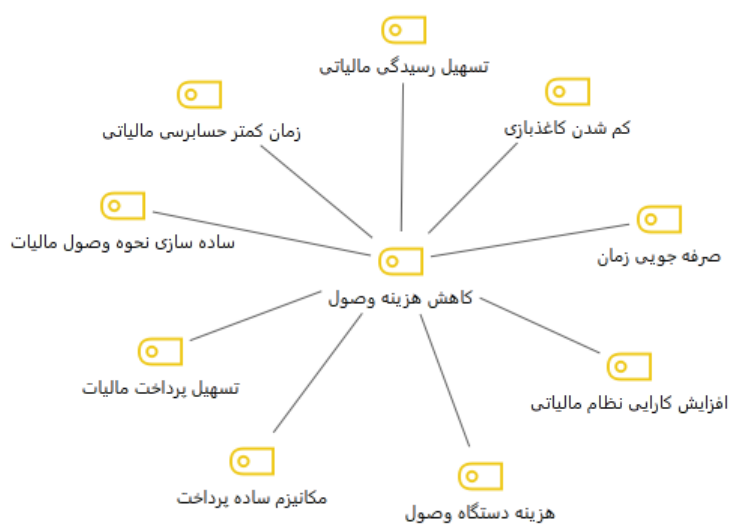 تسهیل رسیدگی مالیاتی
کم شدن کاغذبازی
زمان کمتر حسابرسی مالیاتی
ساده سازی نحوه وصول مالیات
صرفه جویی زمان
کاهش هزینه وصول
تسهیل پرداخت مالیات
افزایش کارایی نظام مالیاتی
مکانیزم ساده پرداخت
هزینه دستگاه وصول